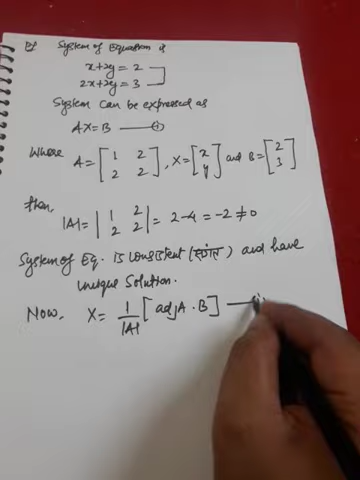 System of Equation is
x+2y = 2
2x+2y = 3
System can be expressed as
AX=B
Where A = [1 2 2 2], X = [x y] and B = [2 3]
then,
|A| = |1 2 2 2| = 2-4 = -2 ≠ 0
System of Eq. is consistent ( ) and have
unique Solution.
Now, X = 1/|A| [adjA . B]